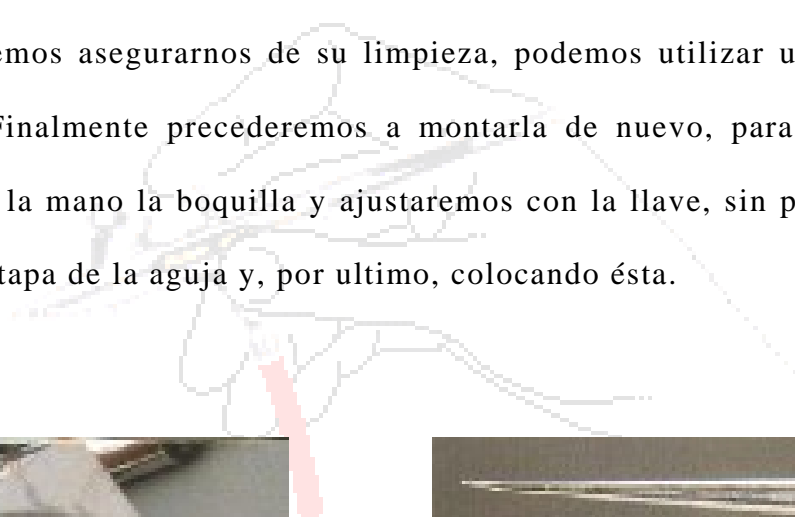 emos asegurarnos de su limpieza, podemos utilizar u
Finalmente precederemos a montarla de nuevo, para
la mano la boquilla y ajustaremos con la llave, sin p
tapa de la aguja y, por ultimo, colocando ésta.